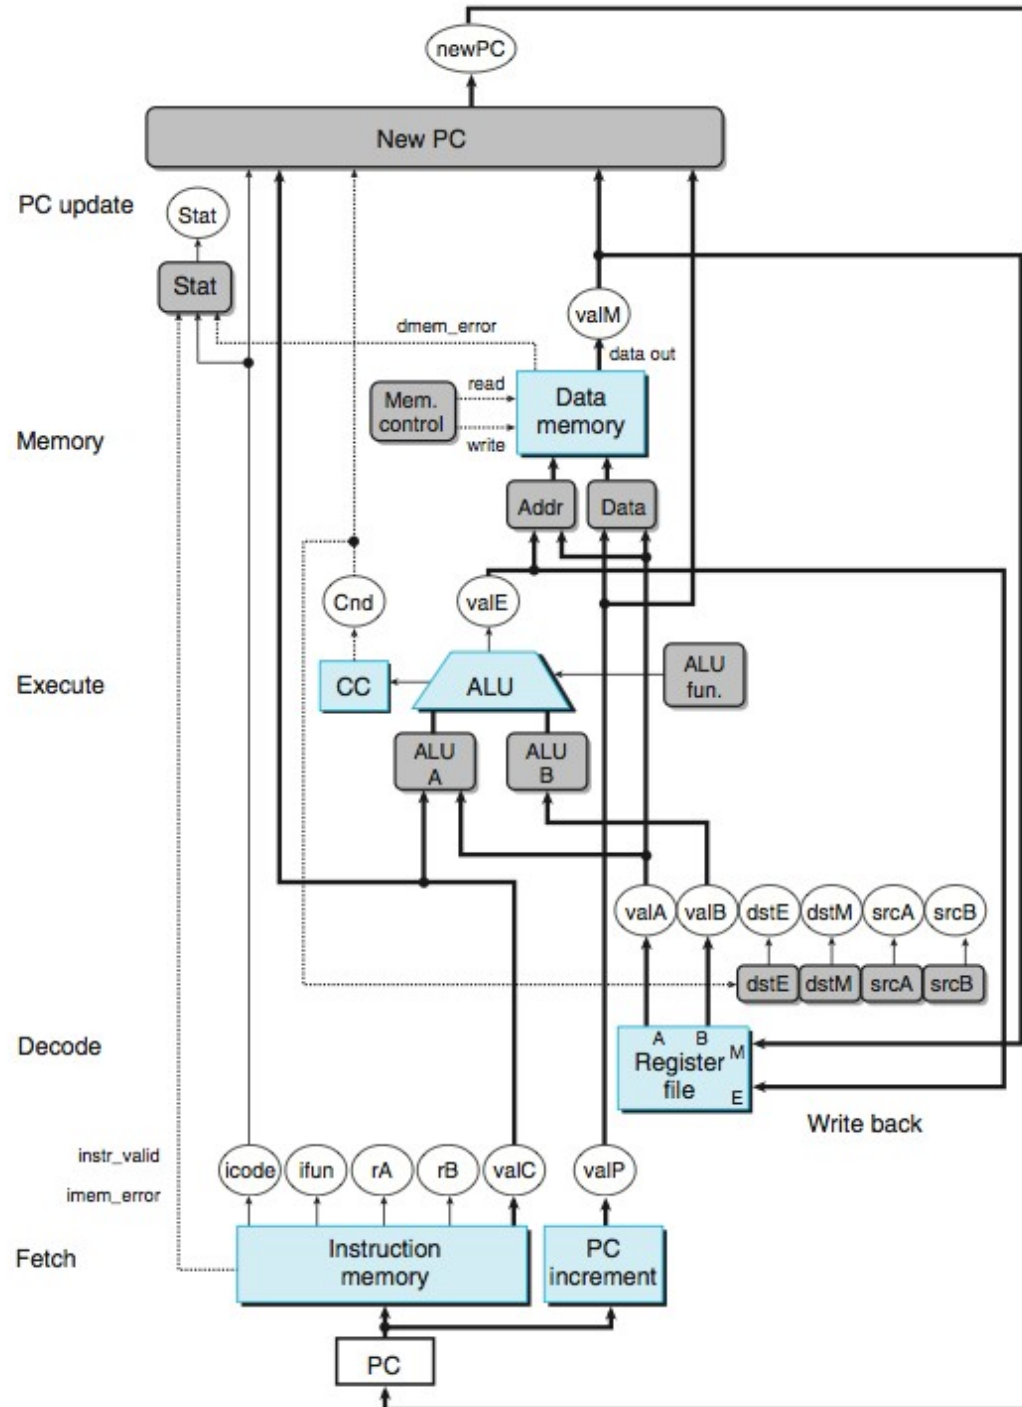 newPC
New PC
PC update
Stat
Stat
valM
dmem_error
data out
read
Mem.
control
Data
memory
Memory
write
Addr
Data
Cnd
valE
Execute
CC
ALU
ALU
fun.
ALU
A
ALU
B
valA
valB
dstE
dstM
srcA
srcB
dstE
dstM
srcA
srcB
Decode
A
B
M
Register
file
E
Write back
instr_valid
imem_error
icode
ifun
rA
rB
valC
valP
Fetch
Instruction
memory
PC
increment
PC